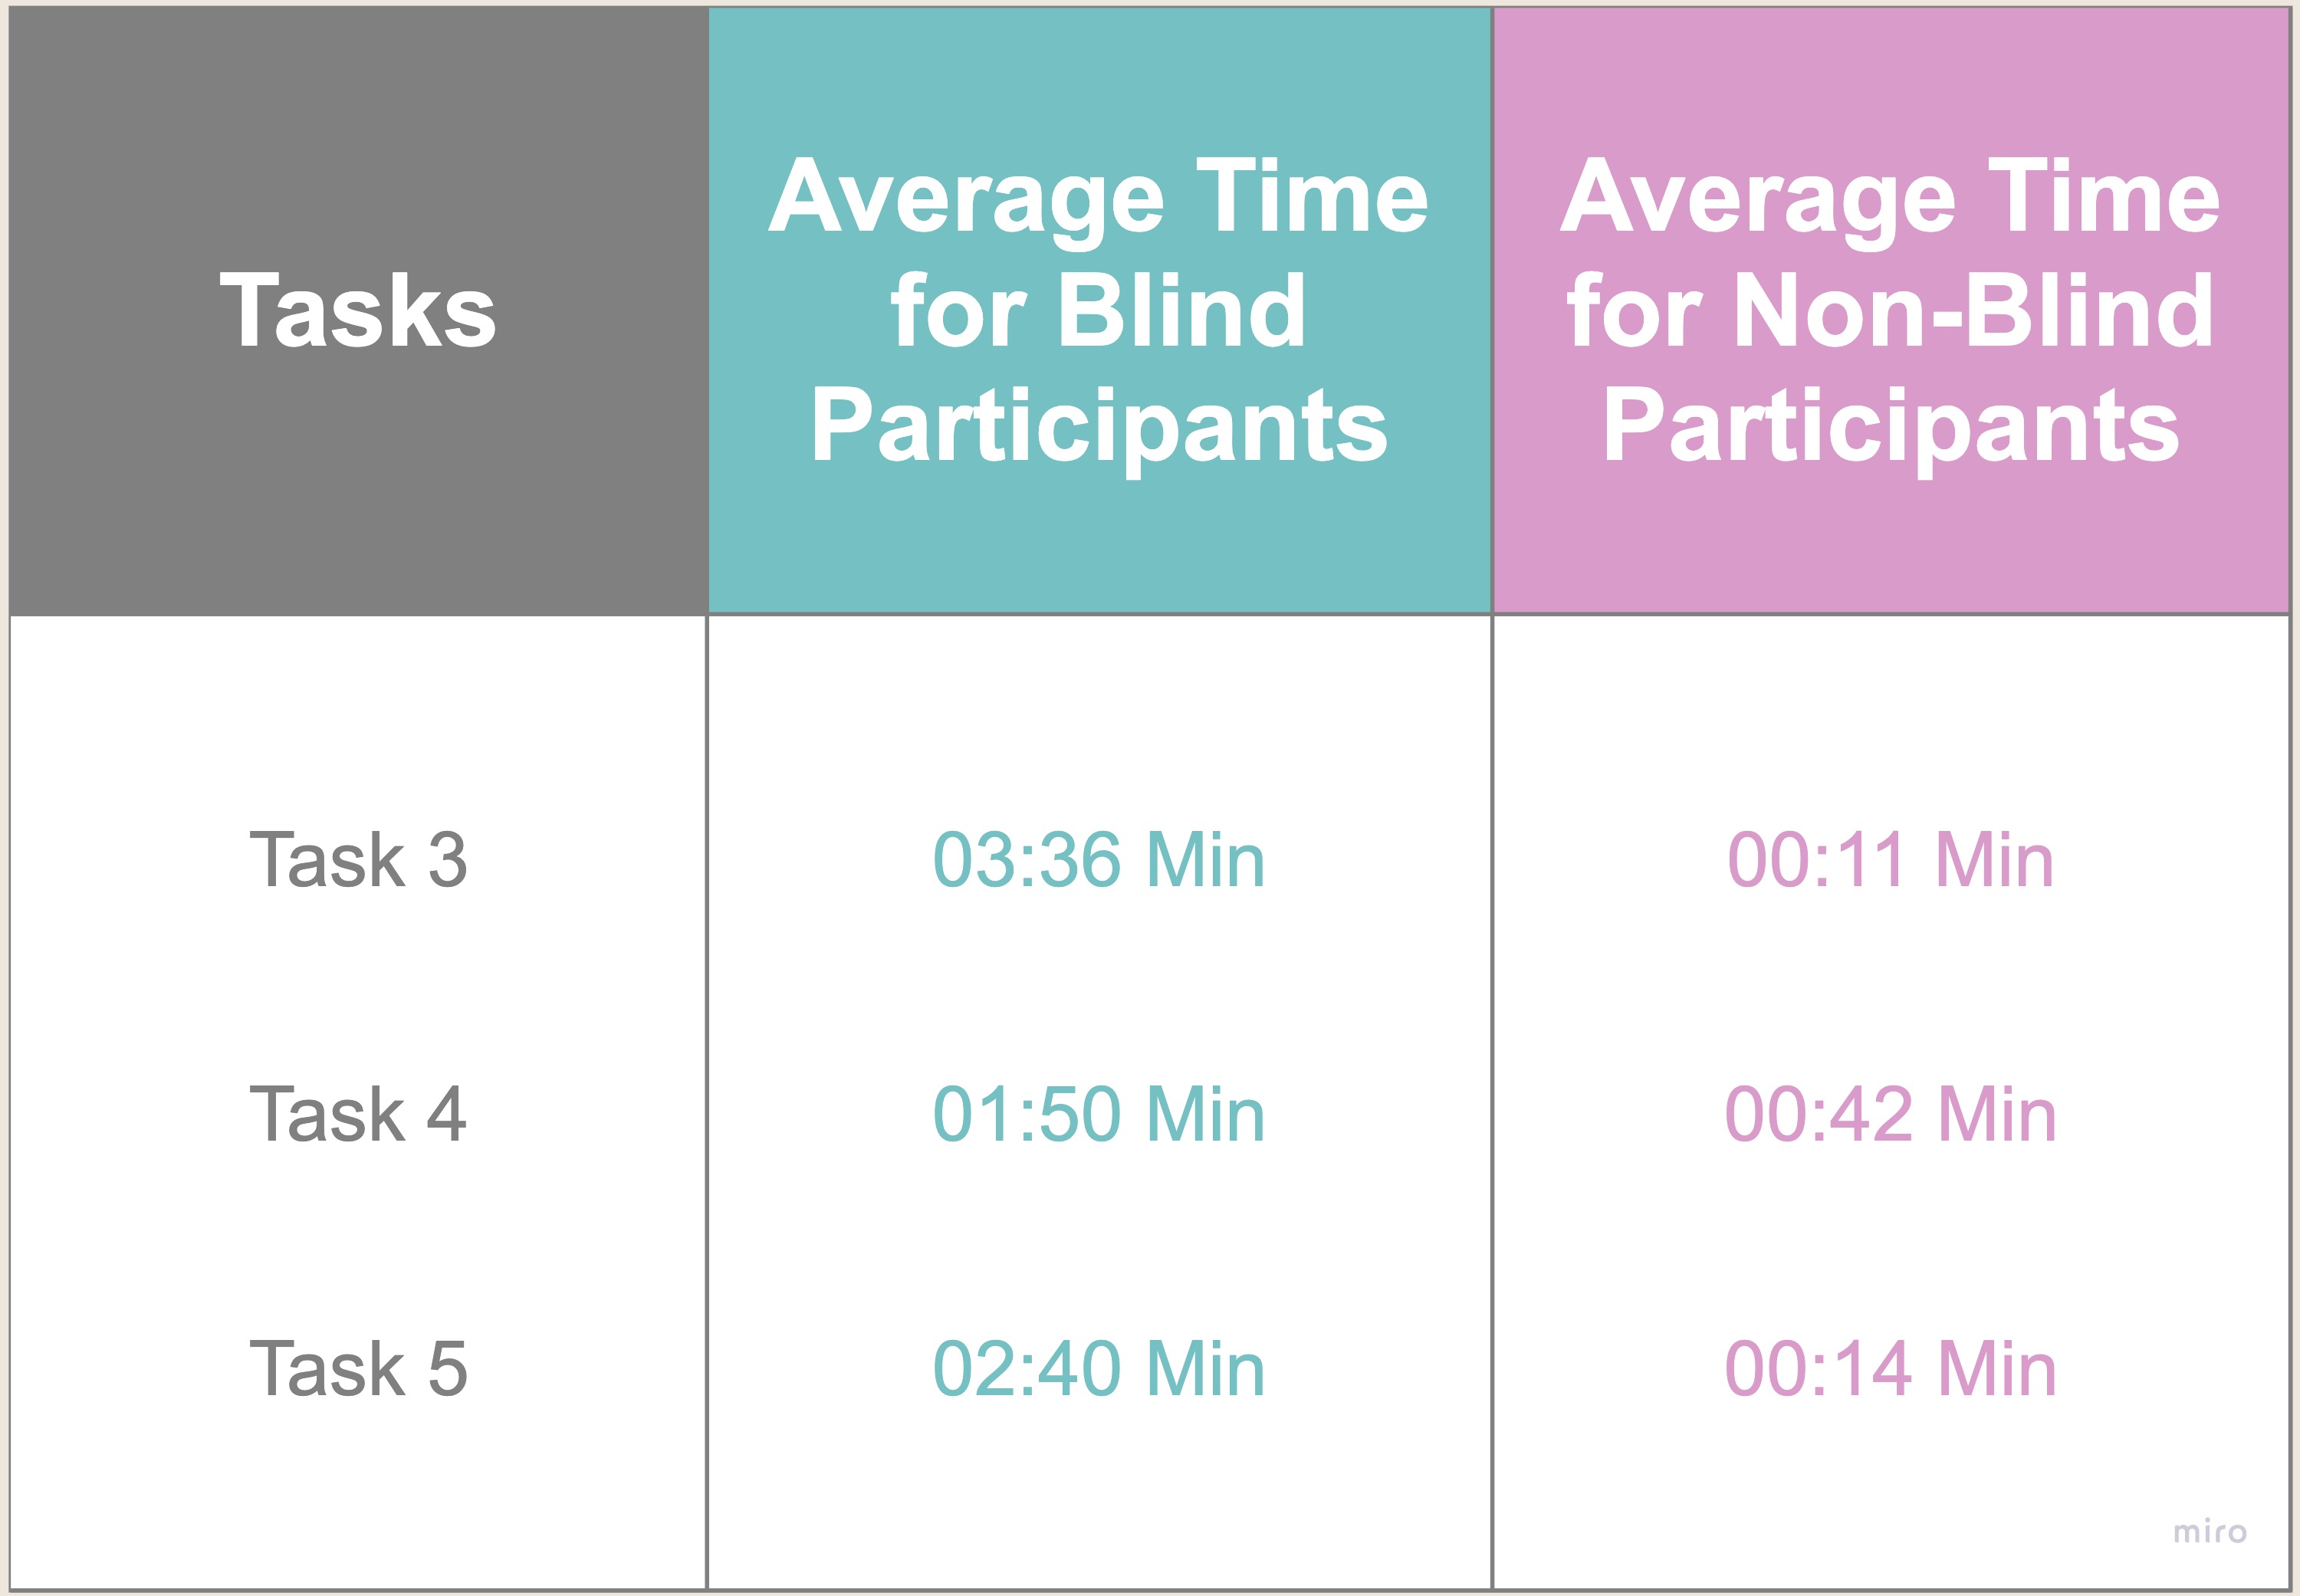 Tasks
Average Time
for Blind
Participants
Average Time
for Non-Blind
Participants
Task 3 03:36 Min 00:11 Min
Task 4 01:50 Min 00:42 Min
Task 5 02:40 Min 00:14 Min
miro